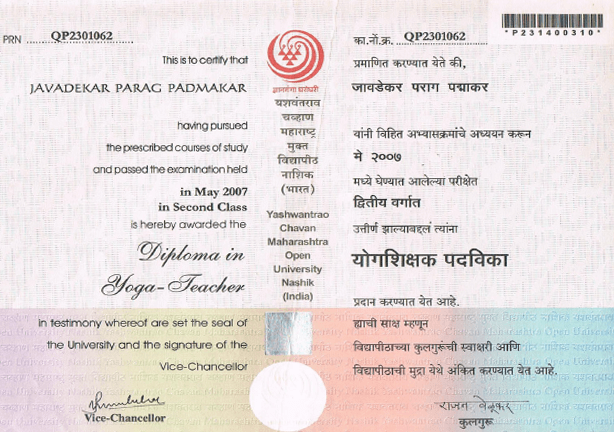 PRN QP2301062
This is to certify that
JAVADEKAR PARAG PADMAKAR
having pursued
the prescribed courses of study
and passed the examination held
in May 2007
in Second Class
is hereby awarded the
Diploma in
Yoga-Teacher
in testimony whereof are set the seal of
the University and the signature of the
Vice-Chancellor
Vice-Chancellor
ज्ञानगंगा घरोघरी
यशवंतराव
चव्हाण
महाराष्ट्र
मुक्त
विद्यापीठ
नाशिक
(भारत)
Yashwantrao
Chavan
Maharashtra
Open
University
Nashik
(India)
*P231400310*
का.नों.क्र. QP2301062
प्रमाणित करण्यात येते की,
जावडेकर पराग पद्माकर
यांनी विहित अभ्यासक्रमांचे अध्ययन करून
मे २००७
मध्ये घेण्यात आलेल्या परीक्षेत
द्वितीय वर्गात
उत्तीर्ण झाल्याबद्दल त्यांना
योगशिक्षक पदविका
प्रदान करण्यात येत आहे.
ह्याची साक्ष म्हणून
विद्यापीठाच्या कुलगुरूंची स्वाक्षरी आणि
विद्यापीठाची मुद्रा येथे अंकित करण्यात येत आहे.
राजन वेळूकर
कुलगुरू